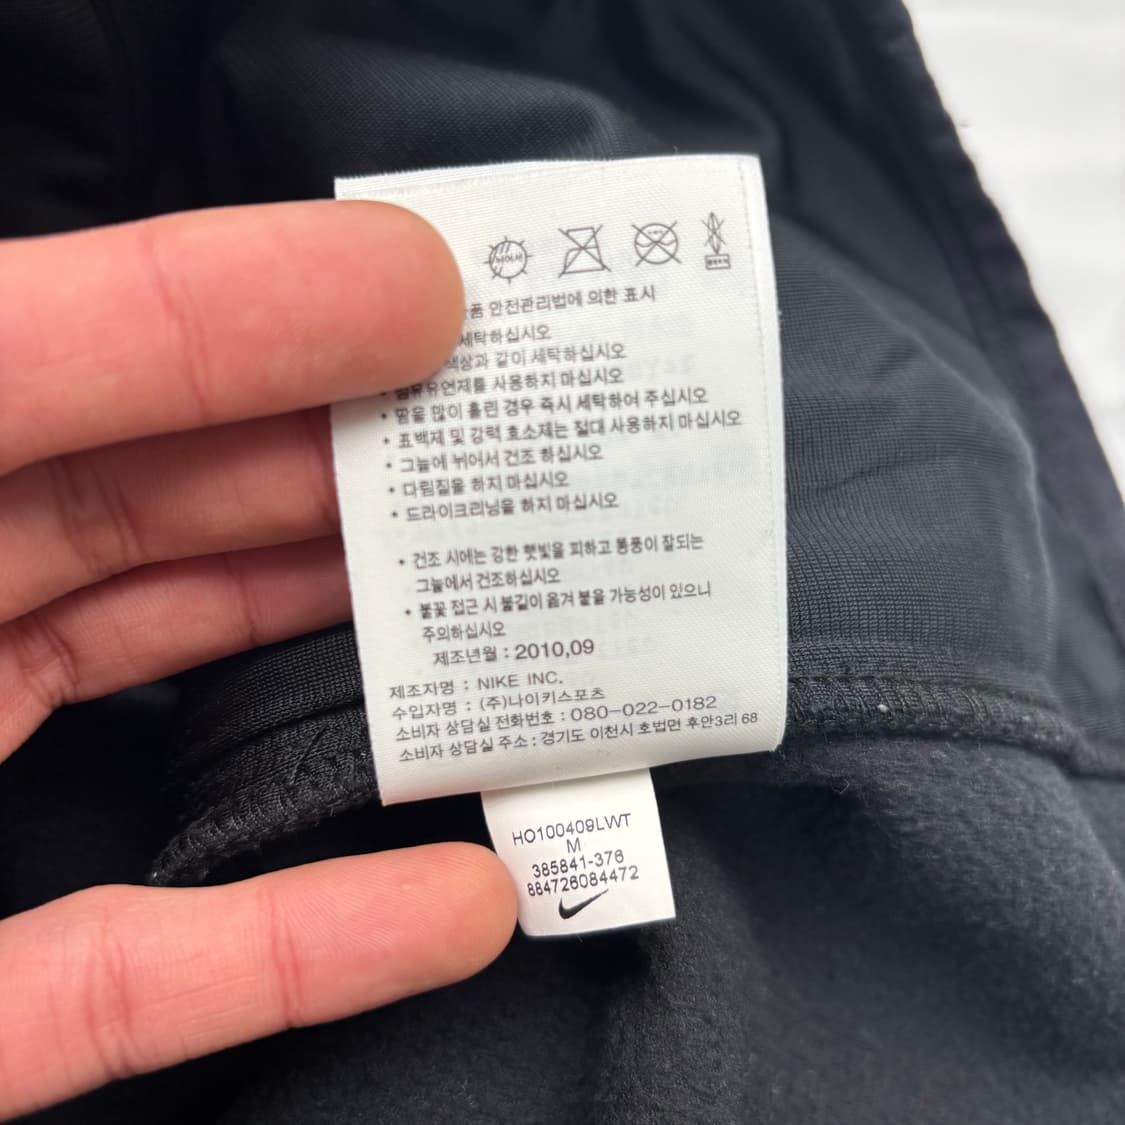 뉘어서
품 안전관리법에 의한 표시
세탁하십시오
색상과 같이 세탁하십시오
섬유유연제를 사용하지 마십시오
• 땀을 많이 흘린 경우 즉시 세탁하여 주십시오
• 표백제 및 강력 효소제는 절대 사용하지 마십시오
• 그늘에 뉘어서 건조 하십시오
• 다림질을 하지 마십시오
• 드라이크리닝을 하지 마십시오
• 건조 시에는 강한 햇빛을 피하고 통풍이 잘되는
그늘에서 건조하십시오
• 불꽃 접근 시 불길이 옮겨 붙을 가능성이 있으니
주의하십시오
제조년월 : 2010,09
제조자명 : NIKE INC.
수입자명 : (주)나이키스포츠
소비자 상담실 전화번호 : 080-022-0182
소비자 상담실 주소 : 경기도 이천시 호법면 후안3리 68
HO100409LWT
M
385841-376
884726084472